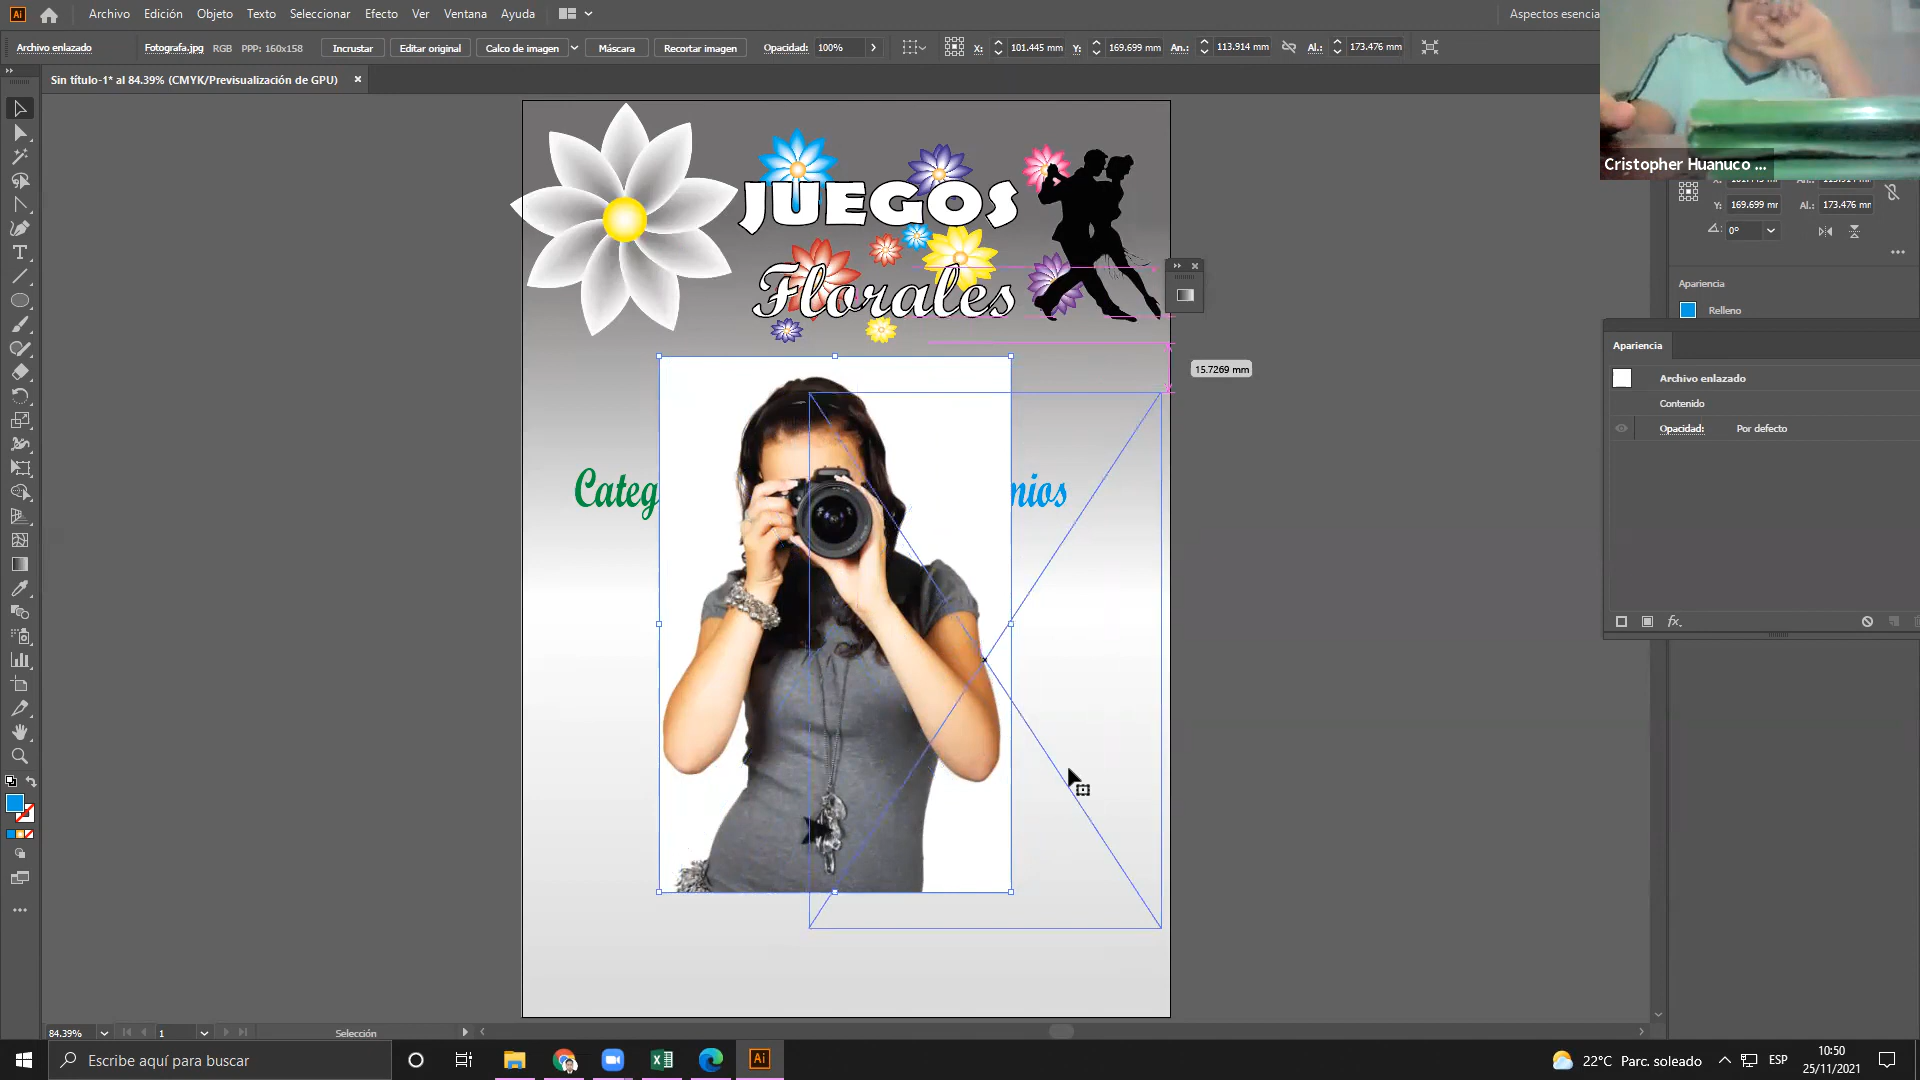 Archivo Edición Objeto Texto Seleccionar Efecto Ver Ventana Ayuda
Archivo enlazado Fotografa.jpg RGB PPP: 160x158 Incrustar Editar original Calco de imagen Máscara Recortar imagen Opacidad: 100% X: 101.445 mm Y: 169.699 mm An.: 113.914 mm Al.: 173.476 mm
Sin título-1* al 84.39% (CMYK/Previsualización de GPU) ×
Cristopher Huanuco ...
Y: 169.699 mr Al.: 173.476 mr
0°
JUEGOS
Florales
Apariencia
Relleno
Apariencia
Archivo enlazado
Contenido
Opacidad: Por defecto
15.7269 mm
Categ
nios
fx.
84.39% 1 Selección
Escribe aquí para buscar
22°C Parc. soleado ESP
10:50
25/11/2021